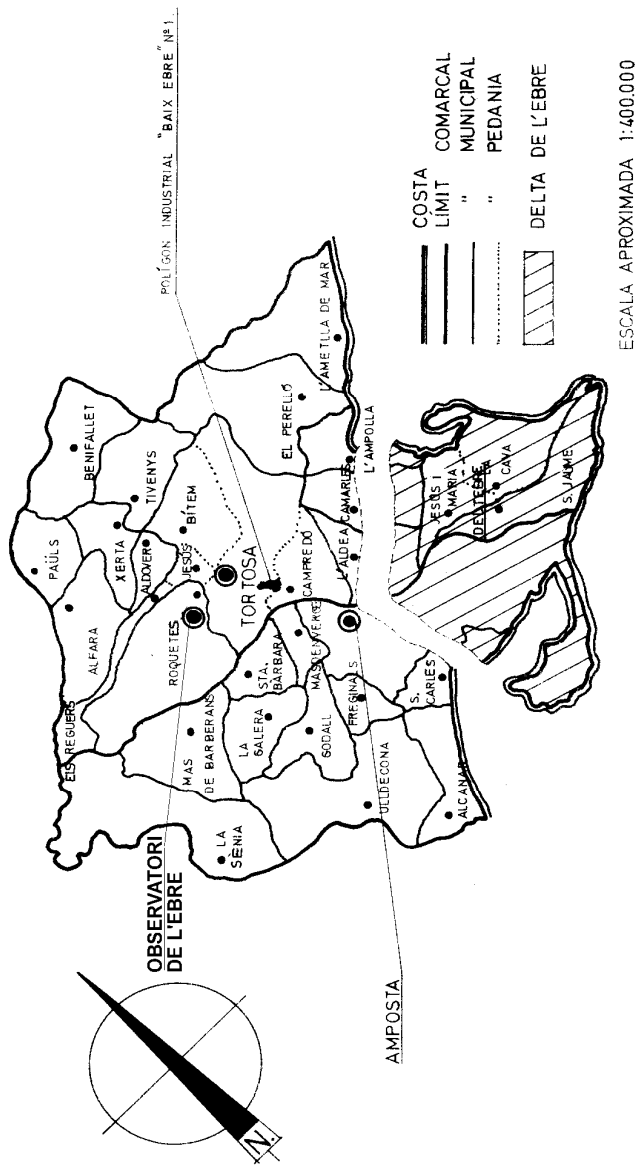 POLÍGON INDUSTRIAL "BAIX EBRE" Nº1.
BENIFALLET
PAÜLS
TIVENYS
XERTA
BÍTEM
ALDOVER
JESÚS
ALFARA
ELS REGUERS
ROQUETES
TORTOSA
EL PERELLÓ
L'AMETLLA DE MAR
L'AMPOLLA
CAMARLES
L'ALDEA
CAMPREDÓ
MASDENVERGE
STA.
BÀRBARA
MAS
DE BARBERANS
LA
GALERA
GODALL
FREGINALS
LA
SÉNIA
ULLDECONA
S.
CARLES
ALCANAR
JESÚS I
MARIA
DELTEBRE
CAVA
S. JAUME
OBSERVATORI
DE L'EBRE
AMPOSTA
N.
COSTA
LÍMIT COMARCAL
" MUNICIPAL
" PEDANIA
DELTA DE L'EBRE
ESCALA APROXIMADA 1:400.000